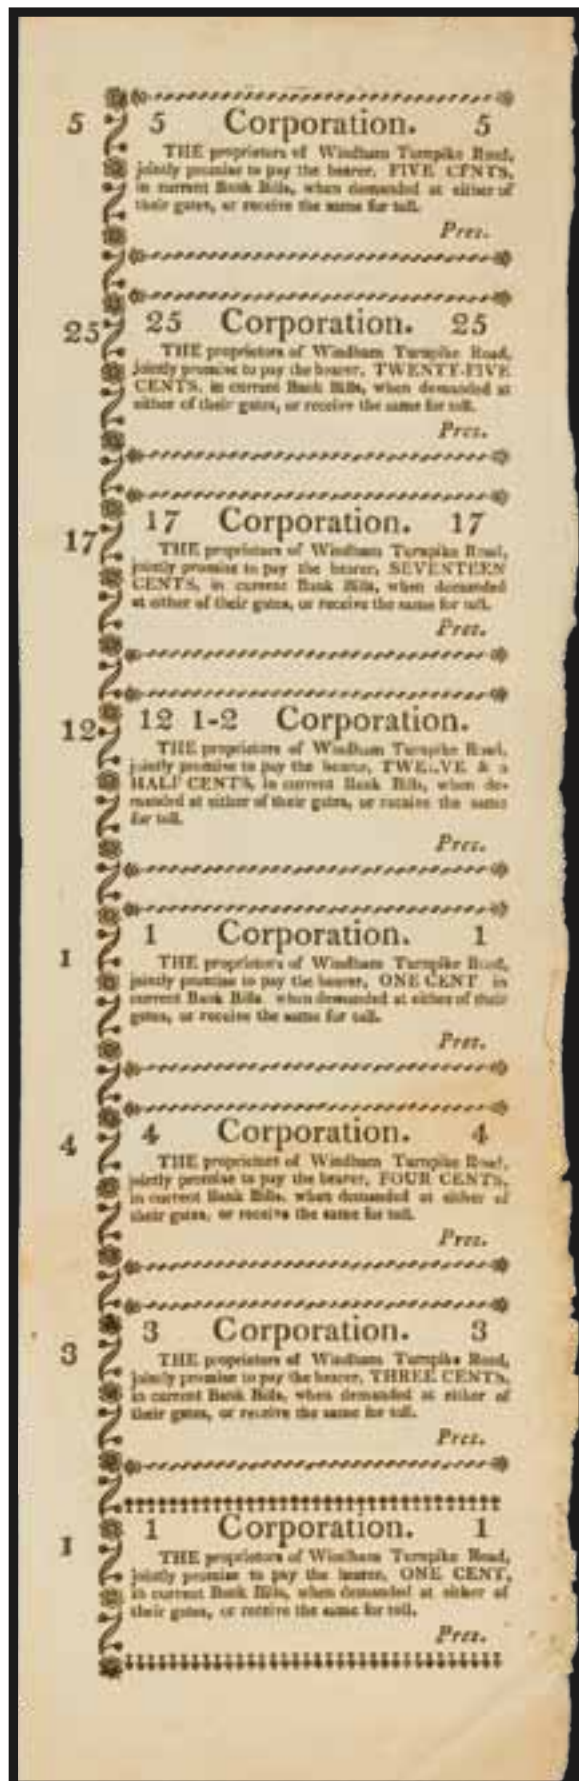 5 5 Corporation. 5
THE proprietors of Windham Turnpike Road,
jointly promise to pay the bearer, FIVE CENTS,
in current Bank Bills, when demanded at either of
their gates, or receive the same for toll.
Pres.
25 25 Corporation. 25
THE proprietors of Windham Turnpike Road,
jointly promise to pay the bearer, TWENTY-FIVE
CENTS, in current Bank Bills, when demanded at
either of their gates, or receive the same for toll.
Pres.
17 17 Corporation. 17
THE proprietors of Windham Turnpike Road,
jointly promise to pay the bearer, SEVENTEEN
CENTS, in current Bank Bills, when demanded
at either of their gates, or receive the same for toll.
Pres.
12 12 1-2 Corporation.
THE proprietors of Windham Turnpike Road,
jointly promise to pay the bearer, TWELVE & a
HALF CENTS, in current Bank Bills, when de-
manded at either of their gates, or receive the same
for toll.
Pres.
1 1 Corporation. 1
THE proprietors of Windham Turnpike Road,
jointly promise to pay the bearer, ONE CENT in
current Bank Bills when demanded at either of their
gates, or receive the same for toll.
Pres.
4 4 Corporation. 4
THE proprietors of Windham Turnpike Road,
jointly promise to pay the bearer, FOUR CENTS,
in current Bank Bills, when demanded at either of
their gates, or receive the same for toll.
Pres.
3 3 Corporation. 3
THE proprietors of Windham Turnpike Road,
jointly promise to pay the bearer, THREE CENTS,
in current Bank Bills, when demanded at either of
their gates, or receive the same for toll.
Pres.
1 1 Corporation. 1
THE proprietors of Windham Turnpike Road,
jointly promise to pay the bearer, ONE CENT,
in current Bank Bills, when demanded at either of
their gates, or receive the same for toll.
Pres.